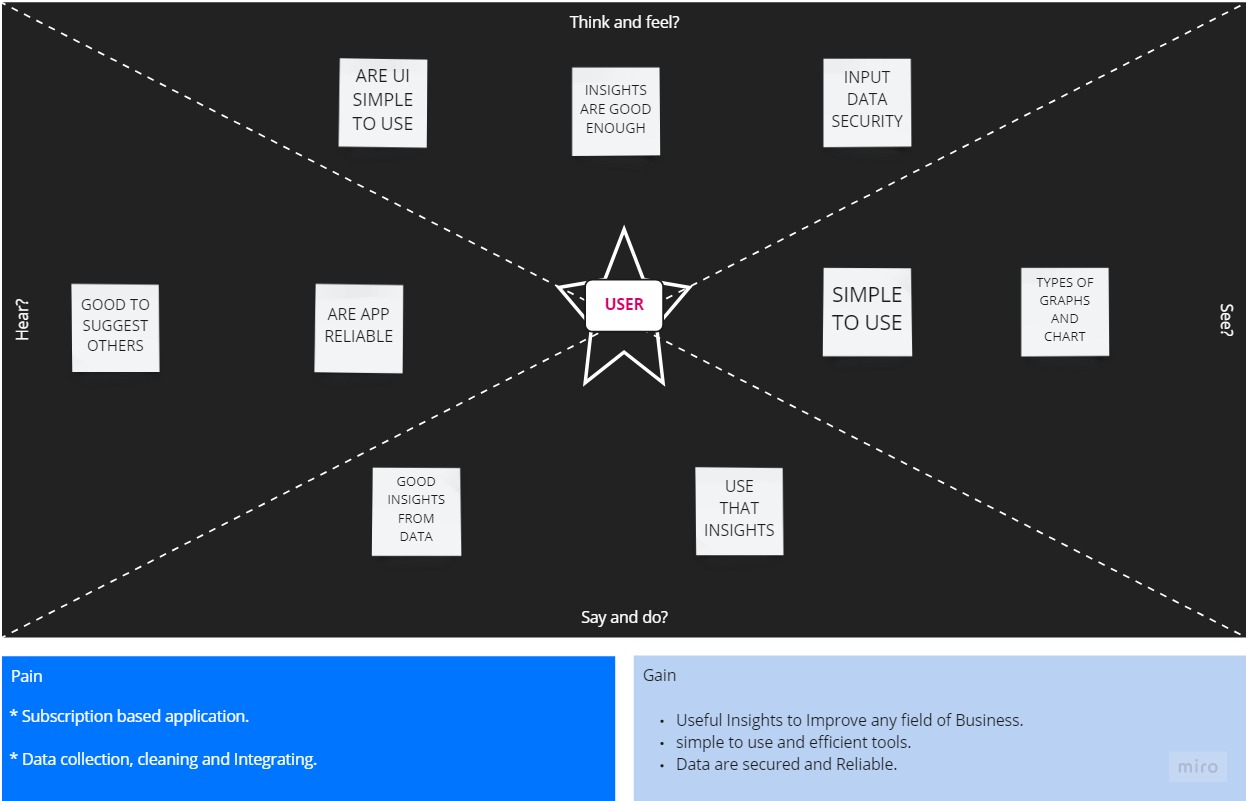 Think and feel?
ARE UI
SIMPLE
TO USE
INSIGHTS
ARE GOOD
ENOUGH
INPUT
DATA
SECURITY
Hear?
GOOD TO
SUGGEST
OTHERS
ARE APP
RELIABLE
USER
SIMPLE
TO USE
TYPES OF
GRAPHS
AND
CHART
See?
GOOD
INSIGHTS
FROM
DATA
USE
THAT
INSIGHTS
Say and do?
Pain
* Subscription based application.
* Data collection, cleaning and Integrating.
Gain
• Useful Insights to Improve any field of Business.
• simple to use and efficient tools.
• Data are secured and Reliable.
miro